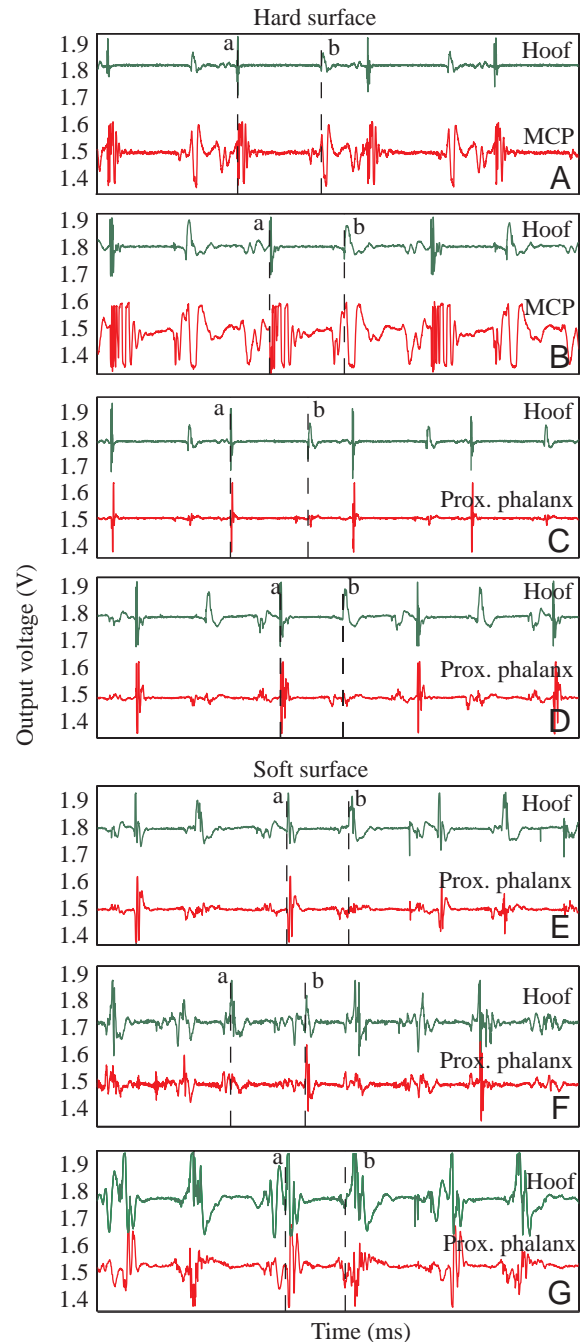 Hard surface
1.9
1.8
1.7
1.6
1.5
1.4
a
b
Hoof
MCP
A
1.9
1.8
1.7
1.6
1.5
1.4
a
b
Hoof
MCP
B
1.9
1.8
1.7
1.6
1.5
1.4
a
b
Hoof
Prox. phalanx
C
1.9
1.8
1.7
1.6
1.5
1.4
a
b
Hoof
Prox. phalanx
D
Output voltage (V)
Soft surface
1.9
1.8
1.7
1.6
1.5
1.4
a
b
Hoof
Prox. phalanx
E
1.9
1.8
1.7
1.6
1.5
1.4
a
b
Hoof
Prox. phalanx
F
1.9
1.8
1.7
1.6
1.5
1.4
a
b
Hoof
Prox. phalanx
G
Time (ms)